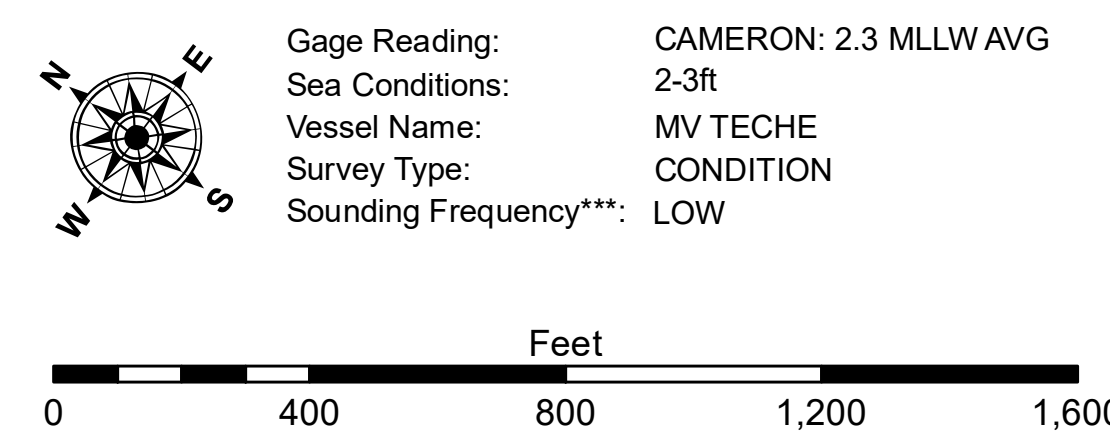 N
E
W
S
Gage Reading: CAMERON: 2.3 MLLW AVG
Sea Conditions: 2-3ft
Vessel Name: MV TECHE
Survey Type: CONDITION
Sounding Frequency***: LOW
Feet
0 400 800 1,200 1,600